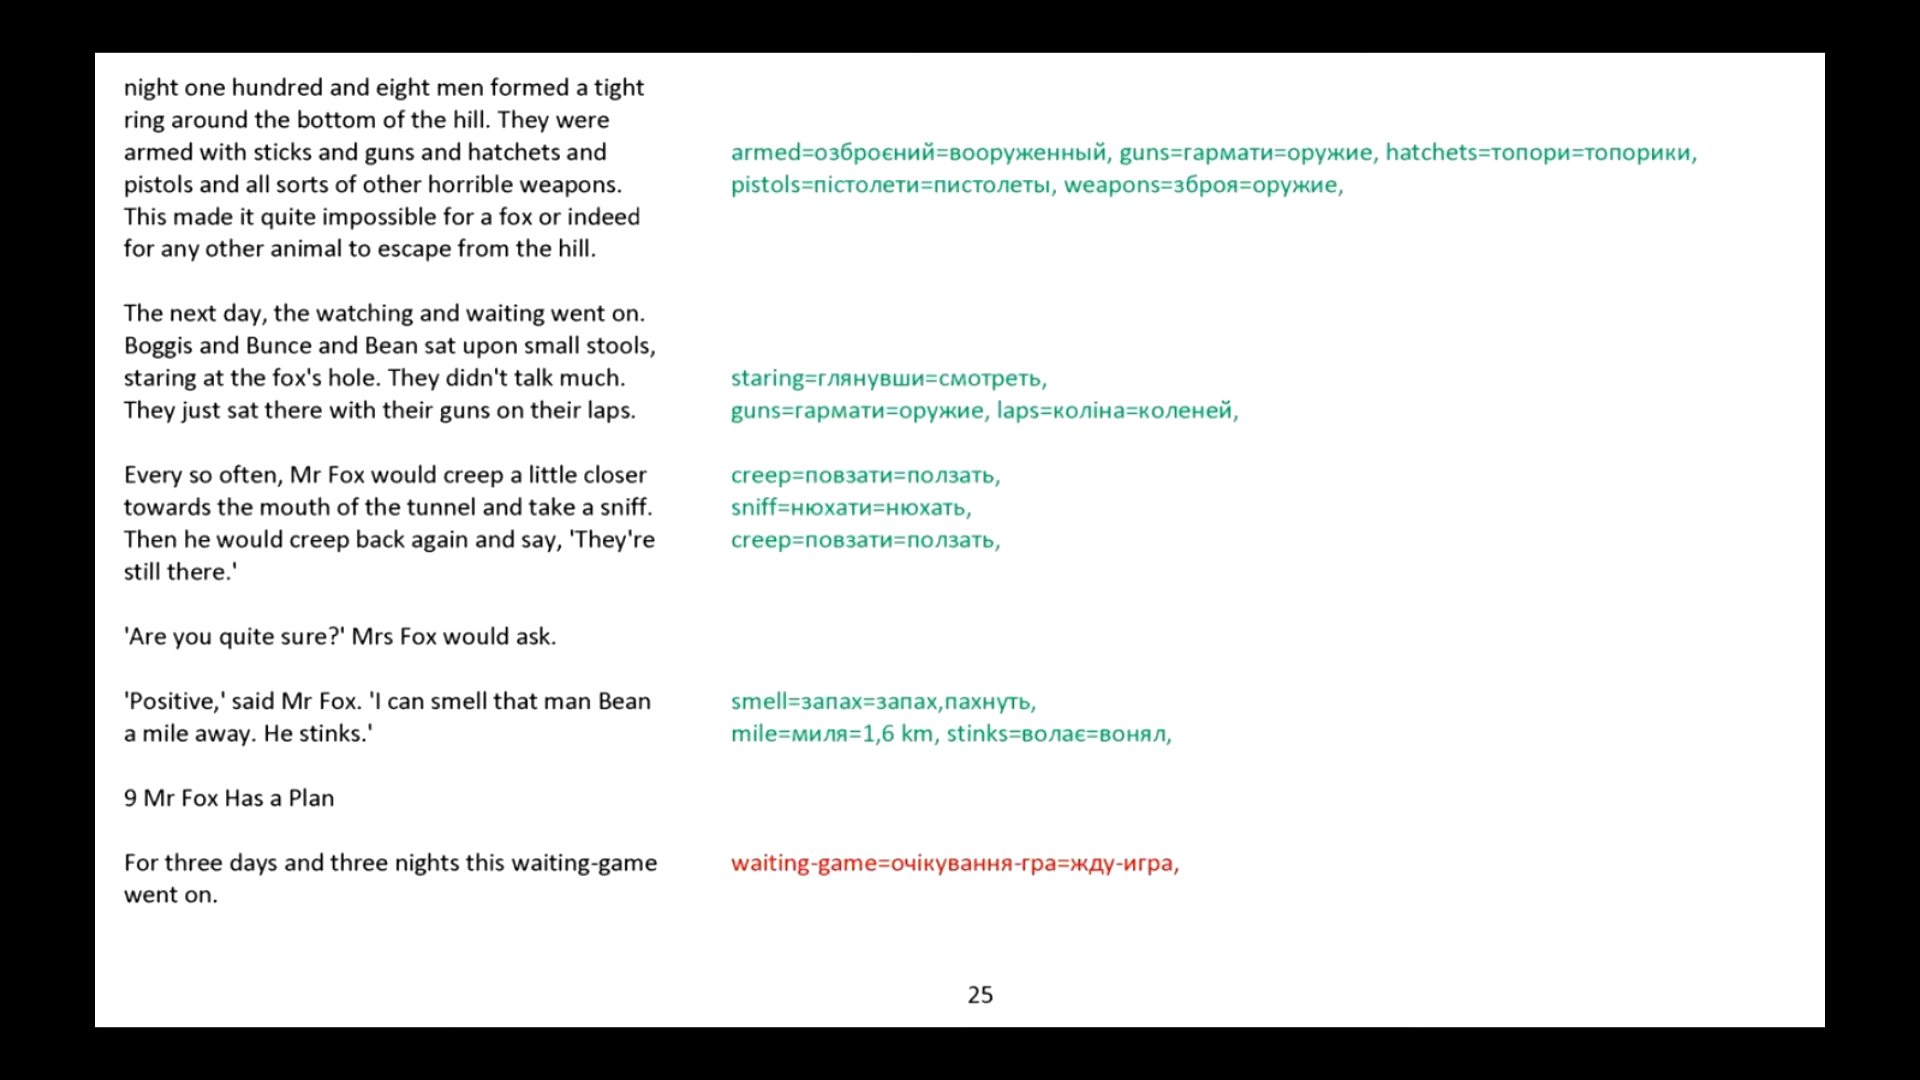 night one hundred and eight men formed a tight
ring around the bottom of the hill. They were
armed with sticks and guns and hatchets and
armed=озброєний=вооруженный, guns=гармати=оружие, hatchets=топори=топорики,
pistols and all sorts of other horrible weapons.
pistols=пістолети=пистолеты, weapons=зброя=оружие,
This made it quite impossible for a fox or indeed
for any other animal to escape from the hill.
The next day, the watching and waiting went on.
Boggis and Bunce and Bean sat upon small stools,
staring at the fox's hole. They didn't talk much.
staring=глянувши=смотреть,
They just sat there with their guns on their laps.
guns=гармати=оружие, laps=коліна=коленей,
Every so often, Mr Fox would creep a little closer
creep=повзати=ползать,
towards the mouth of the tunnel and take a sniff.
sniff=нюхати=нюхать,
Then he would creep back again and say, 'They're
creep=повзати=ползать,
still there.'
'Are you quite sure?' Mrs Fox would ask.
'Positive,' said Mr Fox. 'I can smell that man Bean
smell=запах=запах,пахнуть,
a mile away. He stinks.'
mile=миля=1,6 km, stinks=волає=вонял,
9 Mr Fox Has a Plan
For three days and three nights this waiting-game
waiting-game=очікування-гра=жду-игра,
went on.
25